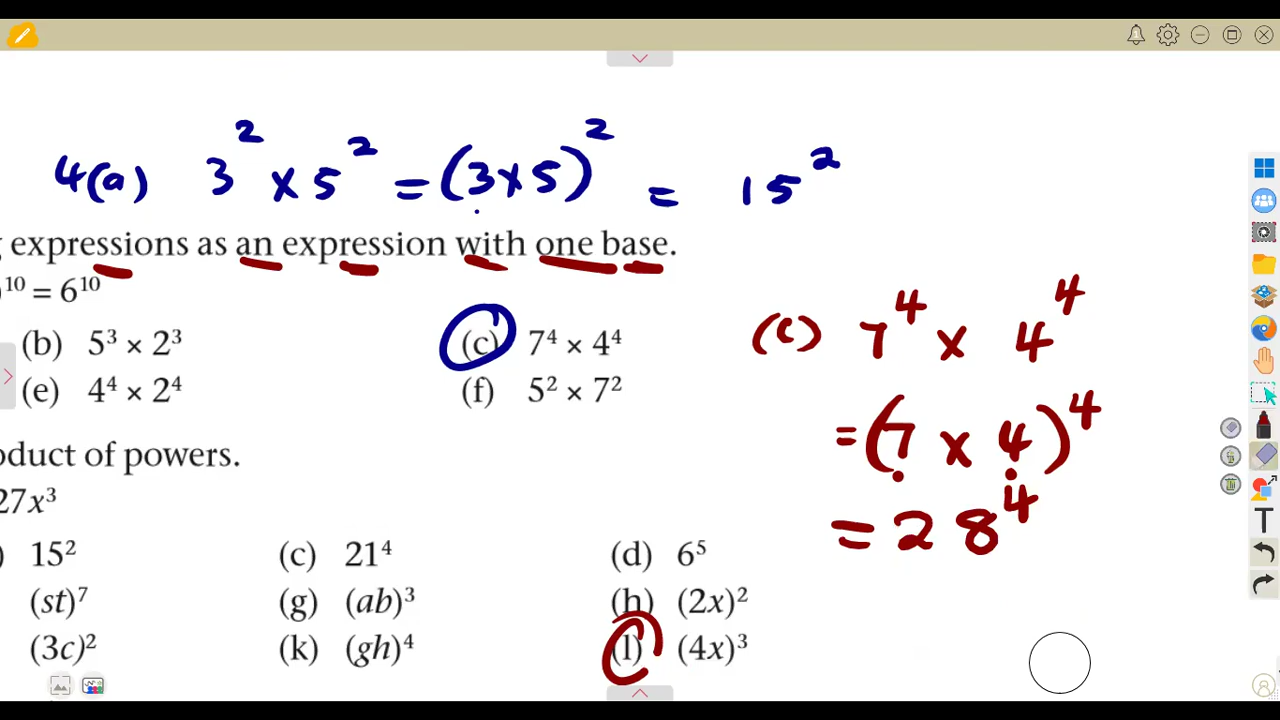 4(a) 3² × 5² = (3×5)² = 15²
expressions as an expression with one base.
¹⁰ = 6¹⁰
(b) 5³ × 2³ (c) 7⁴ × 4⁴
(e) 4⁴ × 2⁴ (f) 5² × 7²
(c) 7⁴ × 4⁴
= (7 × 4)⁴
= 28⁴
oduct of powers.
27x³
15² (c) 21⁴ (d) 6⁵
(st)⁷ (g) (ab)³ (h) (2x)²
(3c)² (k) (gh)⁴ (l) (4x)³
T